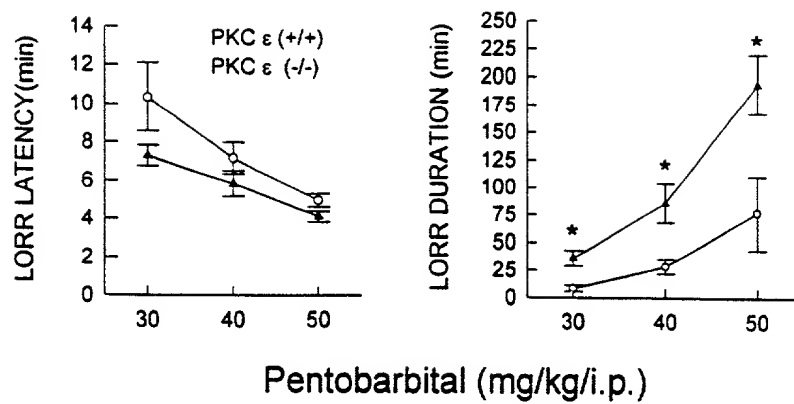 LORR LATENCY(min)
14
12
10
8
6
4
2
0
30 40 50
PKC ε (+/+)
PKC ε (-/-)
LORR DURATION (min)
250
225
200
175
150
125
100
75
50
25
0
30 40 50
* * *
Pentobarbital (mg/kg/i.p.)